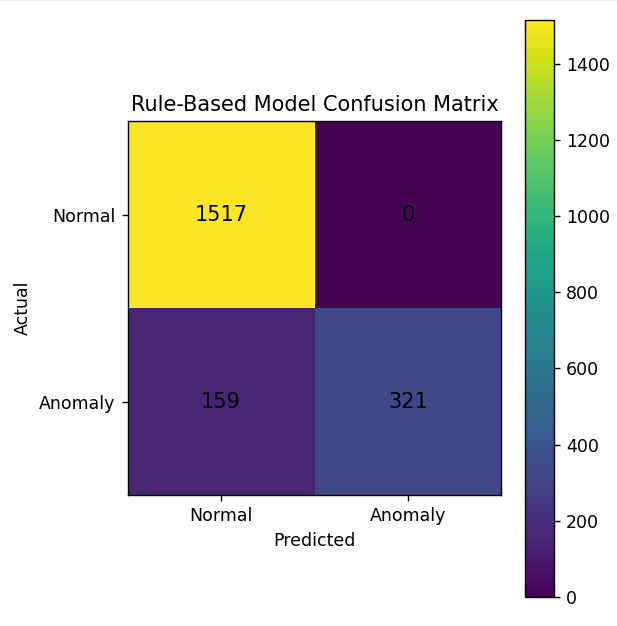 Rule-Based Model Confusion Matrix
Actual
Normal
Anomaly
1517
0
159
321
Normal
Anomaly
Predicted
1400
1200
1000
800
600
400
200
0